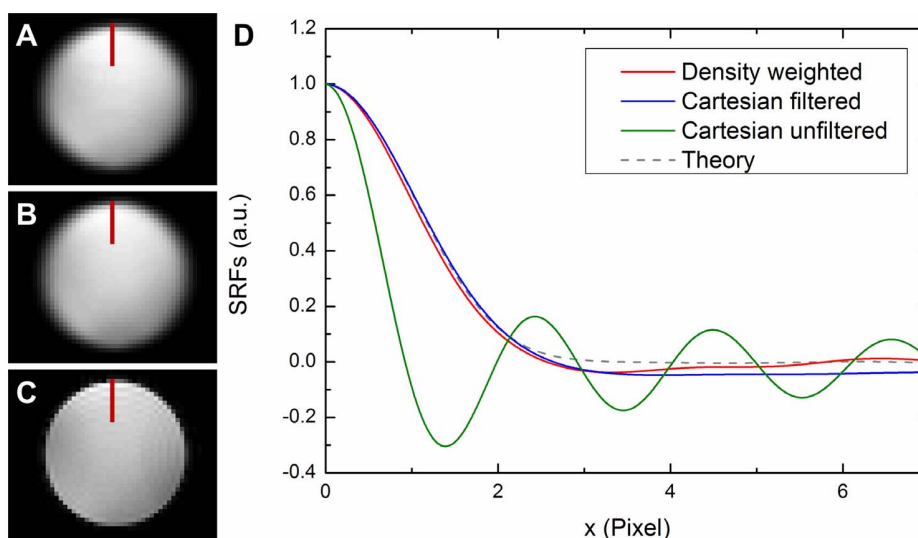 A
B
C
D
1.2
1.0
0.8
0.6
0.4
0.2
0.0
-0.2
-0.4
SRFs (a.u.)
Density weighted
Cartesian filtered
Cartesian unfiltered
Theory
0
2
4
6
x (Pixel)